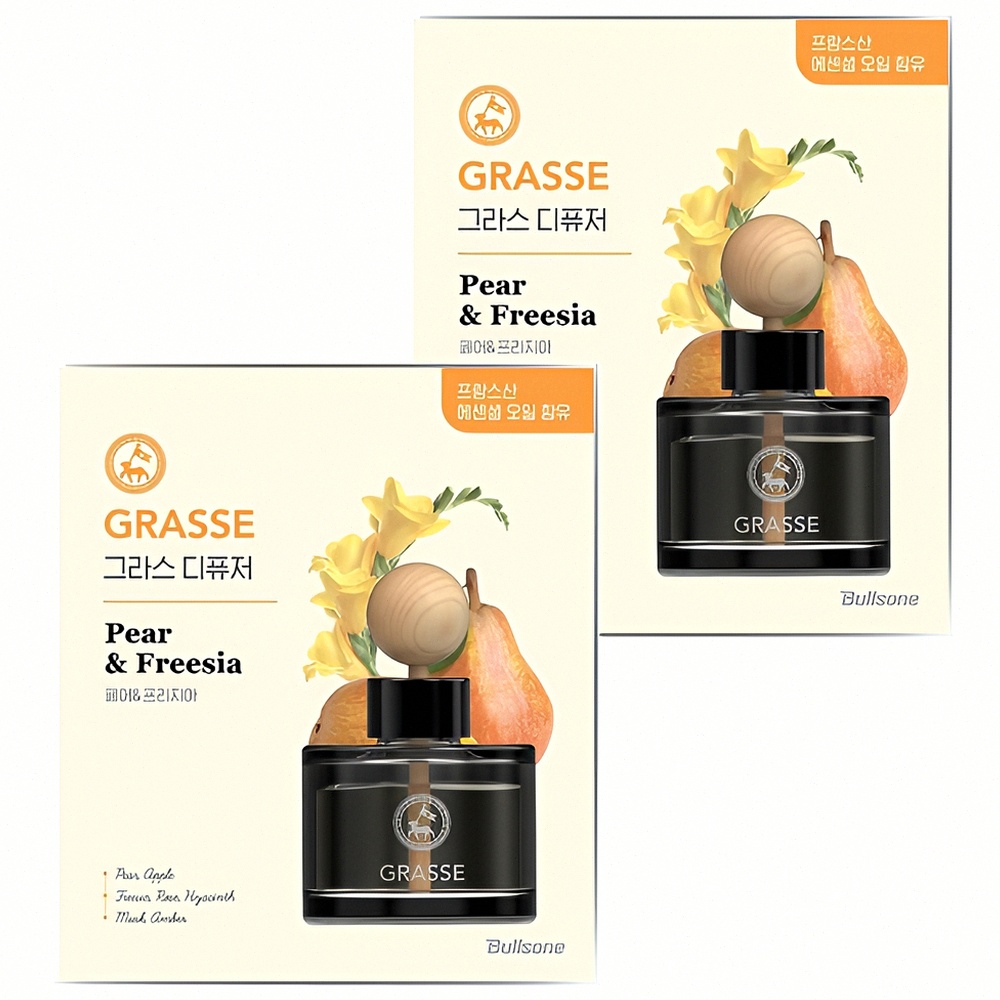 프랑스산
에센셜 오일 함유
GRASSE
그라스 디퓨저
Pear
& Freesia
페어&프리지아
GRASSE
Bullsone
프랑스산
에센셜 오일 함유
GRASSE
그라스 디퓨저
Pear
& Freesia
페어&프리지아
GRASSE
Pear Apple
Freesia Rose Hyacinth
Musk Amber
Bullsone